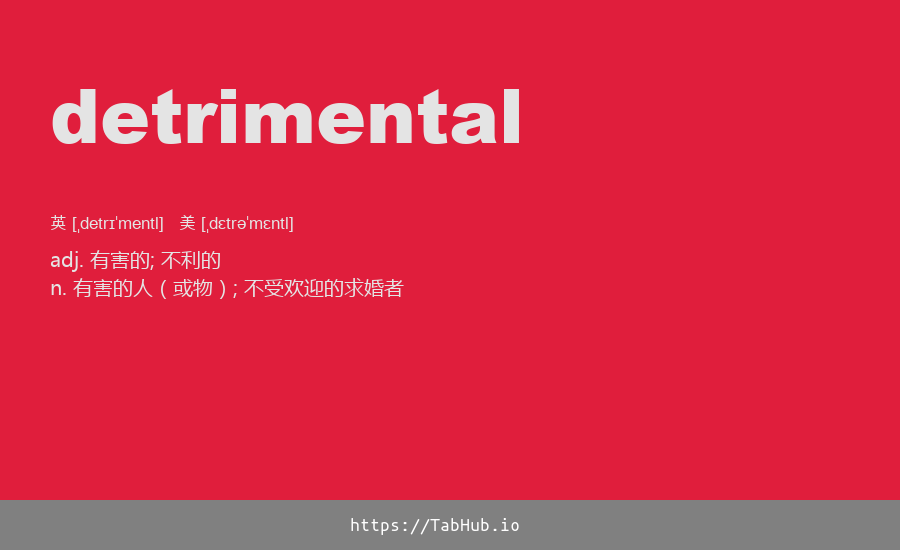 detrimental
英 [ˌdetrɪˈmentl] 美 [ˌdɛtrəˈmɛntl]
adj. 有害的; 不利的
n. 有害的人（或物）; 不受欢迎的求婚者
https://TabHub.io